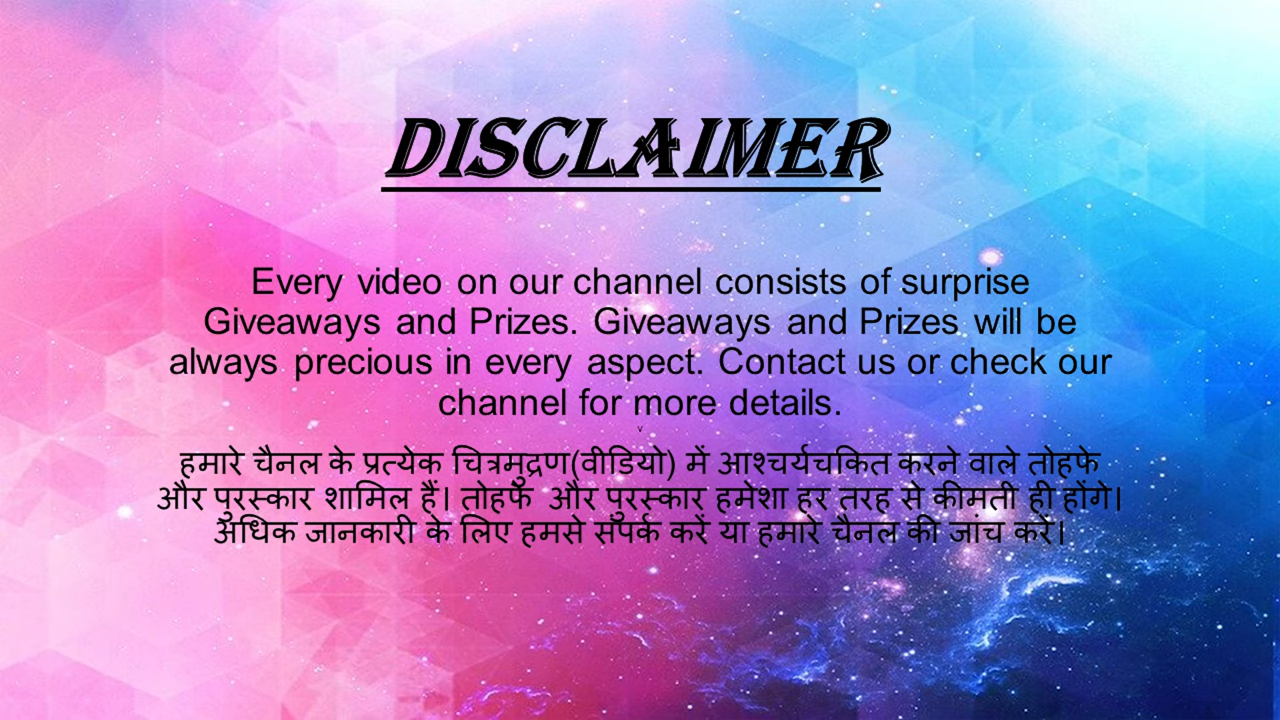 DISCLAIMER
Every video on our channel consists of surprise
Giveaways and Prizes. Giveaways and Prizes will be
always precious in every aspect. Contact us or check our
channel for more details.
v
हमारे चैनल के प्रत्येक चित्रमुद्रण(वीडियो) में आश्चर्यचकित करने वाले तोहफे
और पुरस्कार शामिल हैं। तोहफे और पुरस्कार हमेशा हर तरह से कीमती ही होंगे।
अधिक जानकारी के लिए हमसे संपर्क करें या हमारे चैनल की जांच करें।